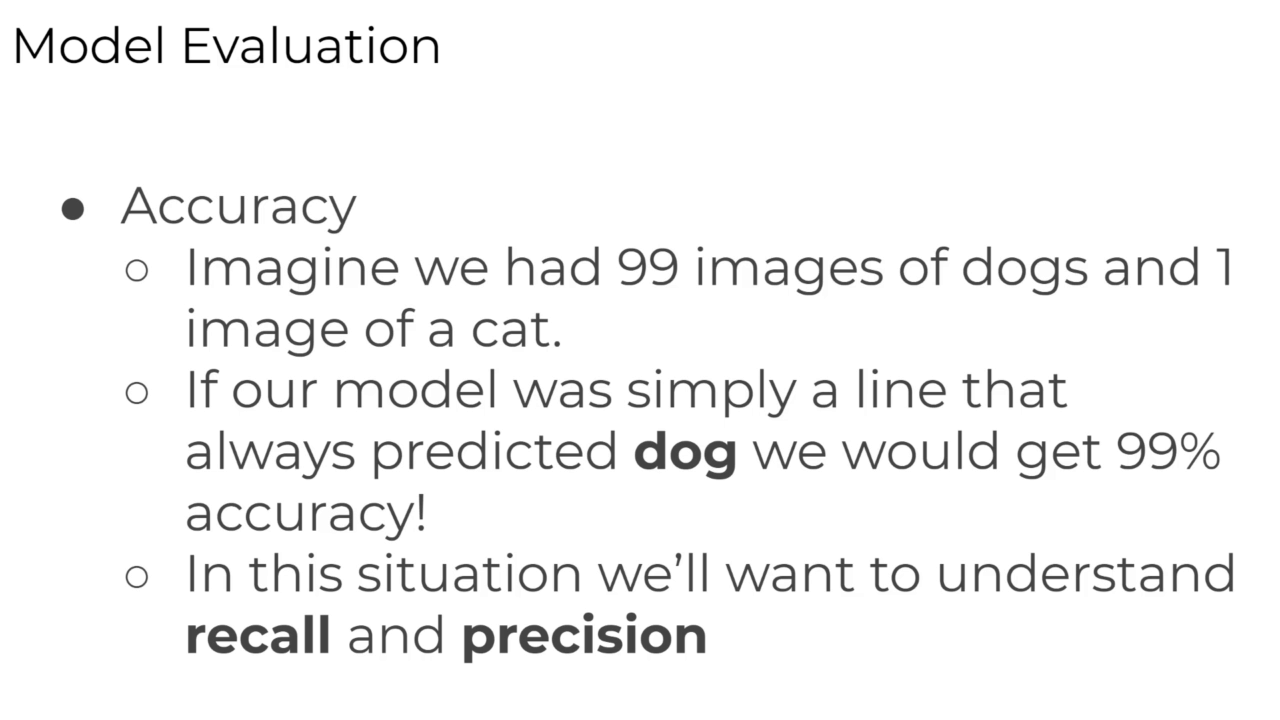 Model Evaluation
● Accuracy
○ Imagine we had 99 images of dogs and 1
image of a cat.
○ If our model was simply a line that
always predicted dog we would get 99%
accuracy!
○ In this situation we’ll want to understand
recall and precision